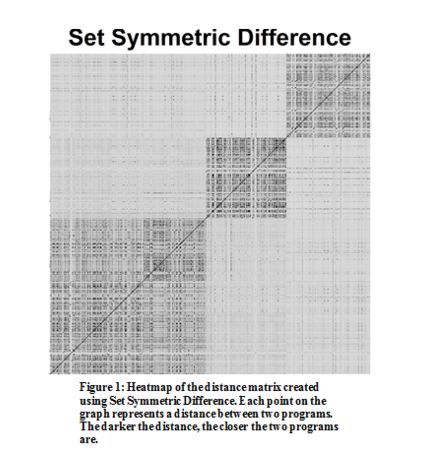 Set Symmetric Difference
Figure 1: Heatmap of the distance matrix created
using Set Symmetric Difference. Each point on the
graph represents a distance between two programs.
The darker the distance, the closer the two programs
are.